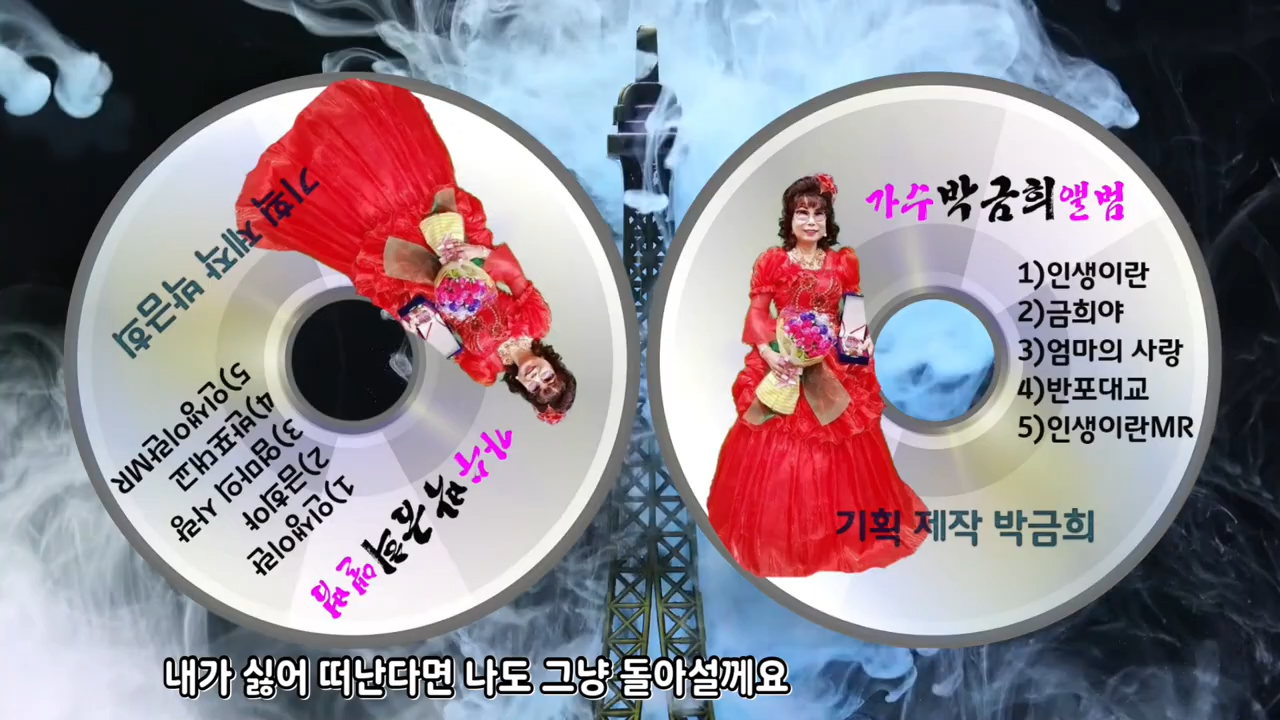 기획 제작 박금희
5)인생이란MR
4)반포대교
3)엄마의 사랑
2)금희야
1)인생이란
가수박금희앨범
가수박금희앨범
1)인생이란
2)금희야
3)엄마의 사랑
4)반포대교
5)인생이란MR
기획 제작 박금희
내가 싫어 떠난다면 나도 그냥 돌아설께요